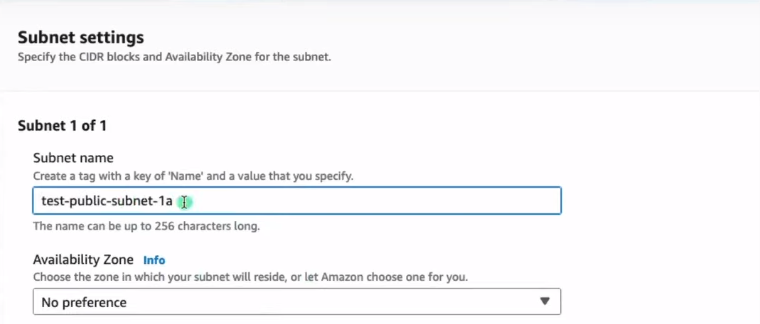 Subnet settings
Specify the CIDR blocks and Availability Zone for the subnet.
Subnet 1 of 1
Subnet name
Create a tag with a key of 'Name' and a value that you specify.
test-public-subnet-1a
The name can be up to 256 characters long.
Availability Zone Info
Choose the zone in which your subnet will reside, or let Amazon choose one for you.
No preference